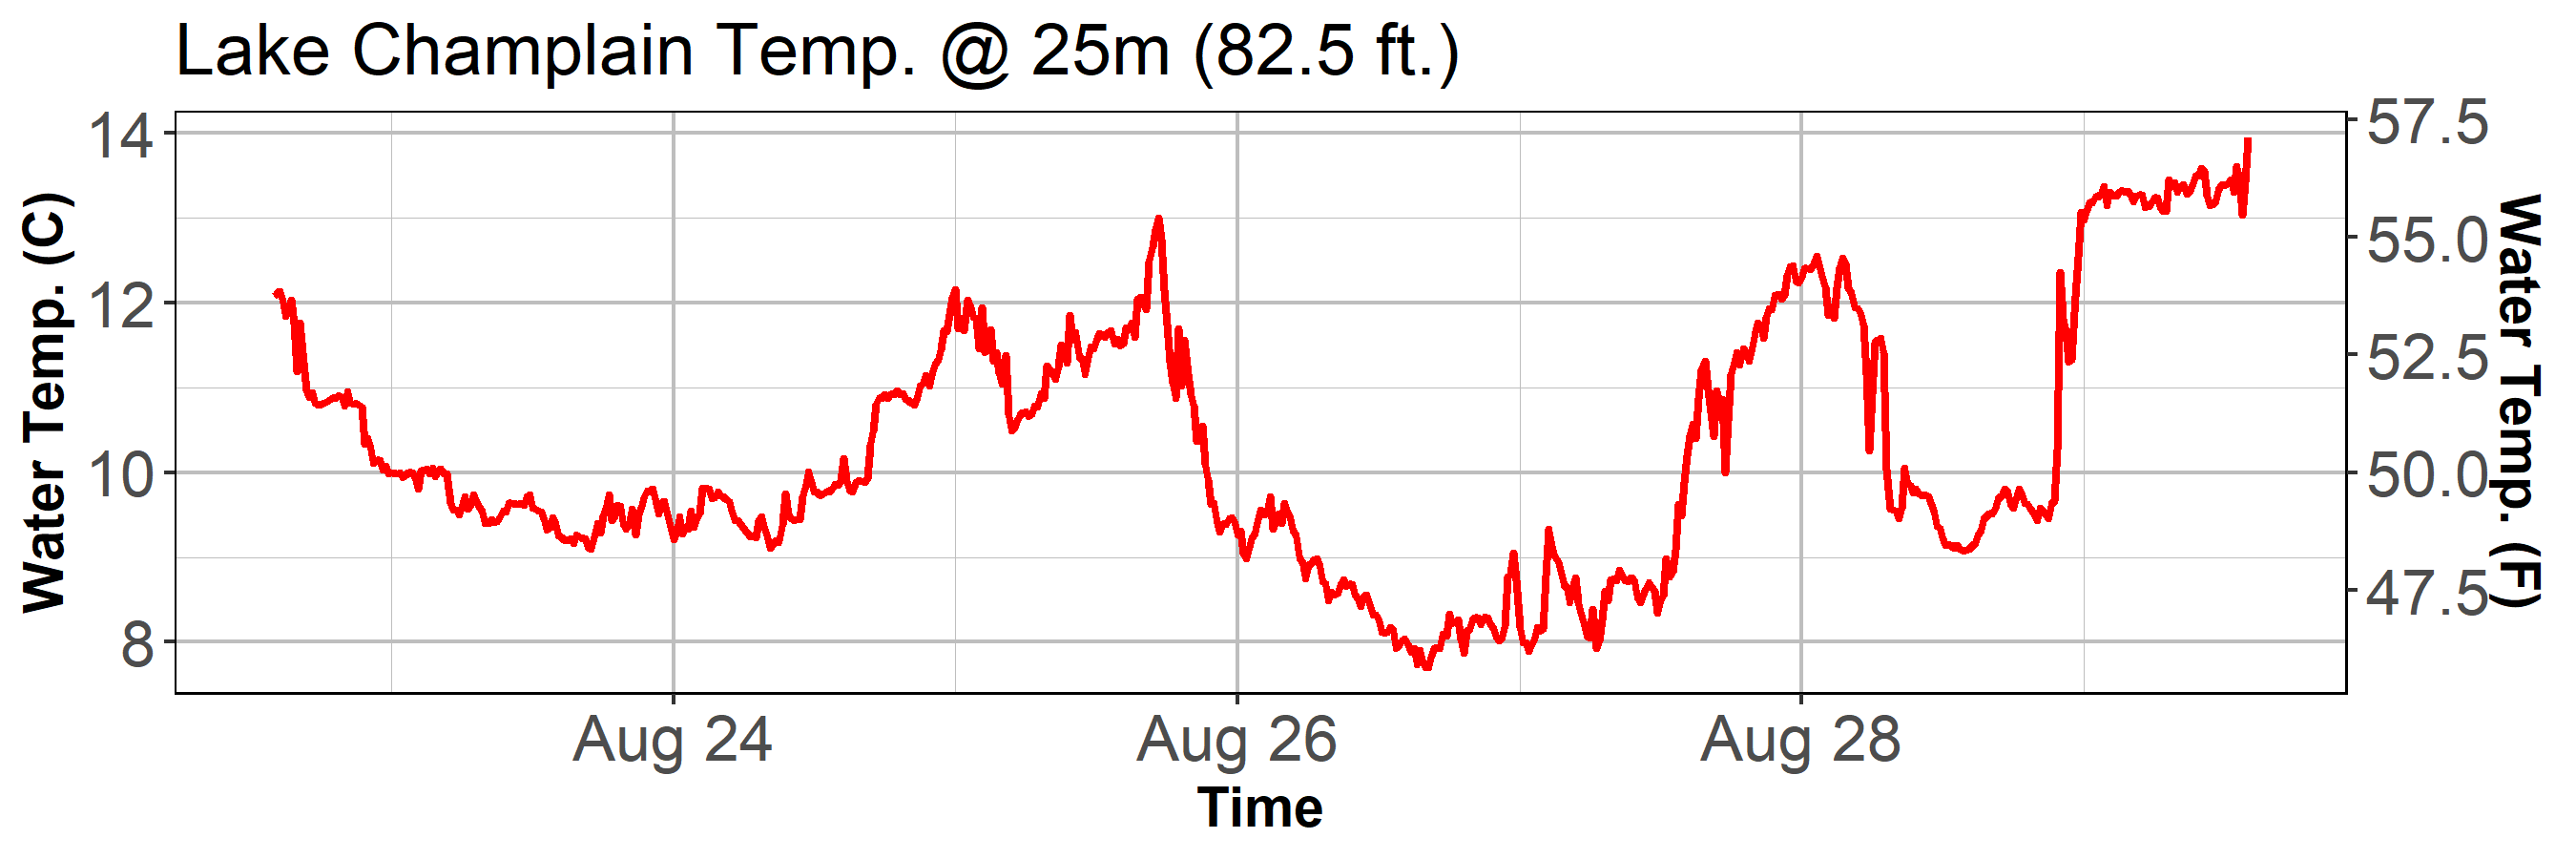 Lake Champlain Temp. @ 25m (82.5 ft.)
Water Temp. (C)
14
12
10
8
57.5
55.0
52.5
50.0
47.5
Water Temp. (F)
Aug 24
Aug 26
Aug 28
Time